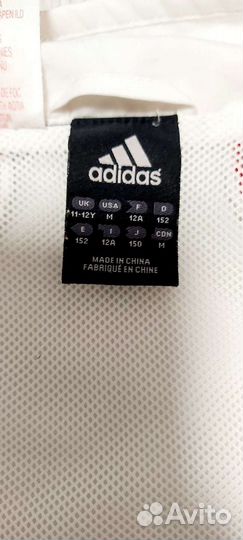 adidas
UK USA F D
11-12Y M 12A 152
E I J CDN
152 12A 150 M
MADE IN CHINA
FABRIQUÉ EN CHINE
Avito